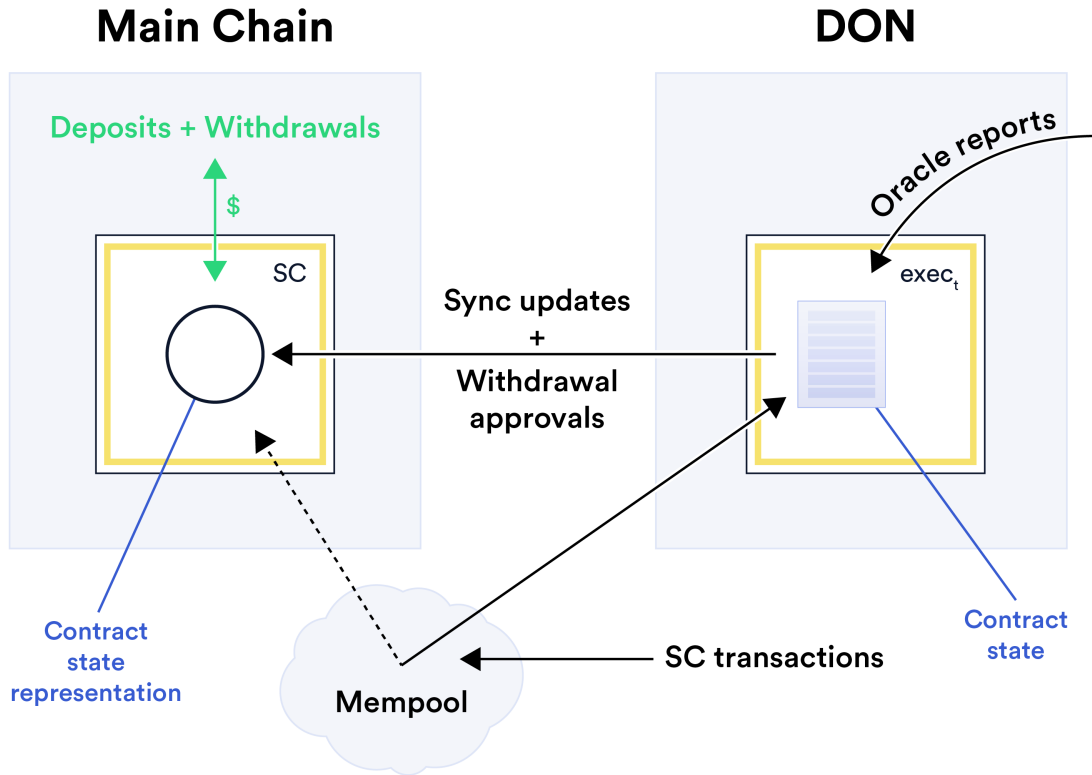 Main Chain
DON
Deposits + Withdrawals
$
SC
Oracle reports
exec_t
Sync updates
+
Withdrawal
approvals
Contract
state
representation
Contract
state
SC transactions
Mempool